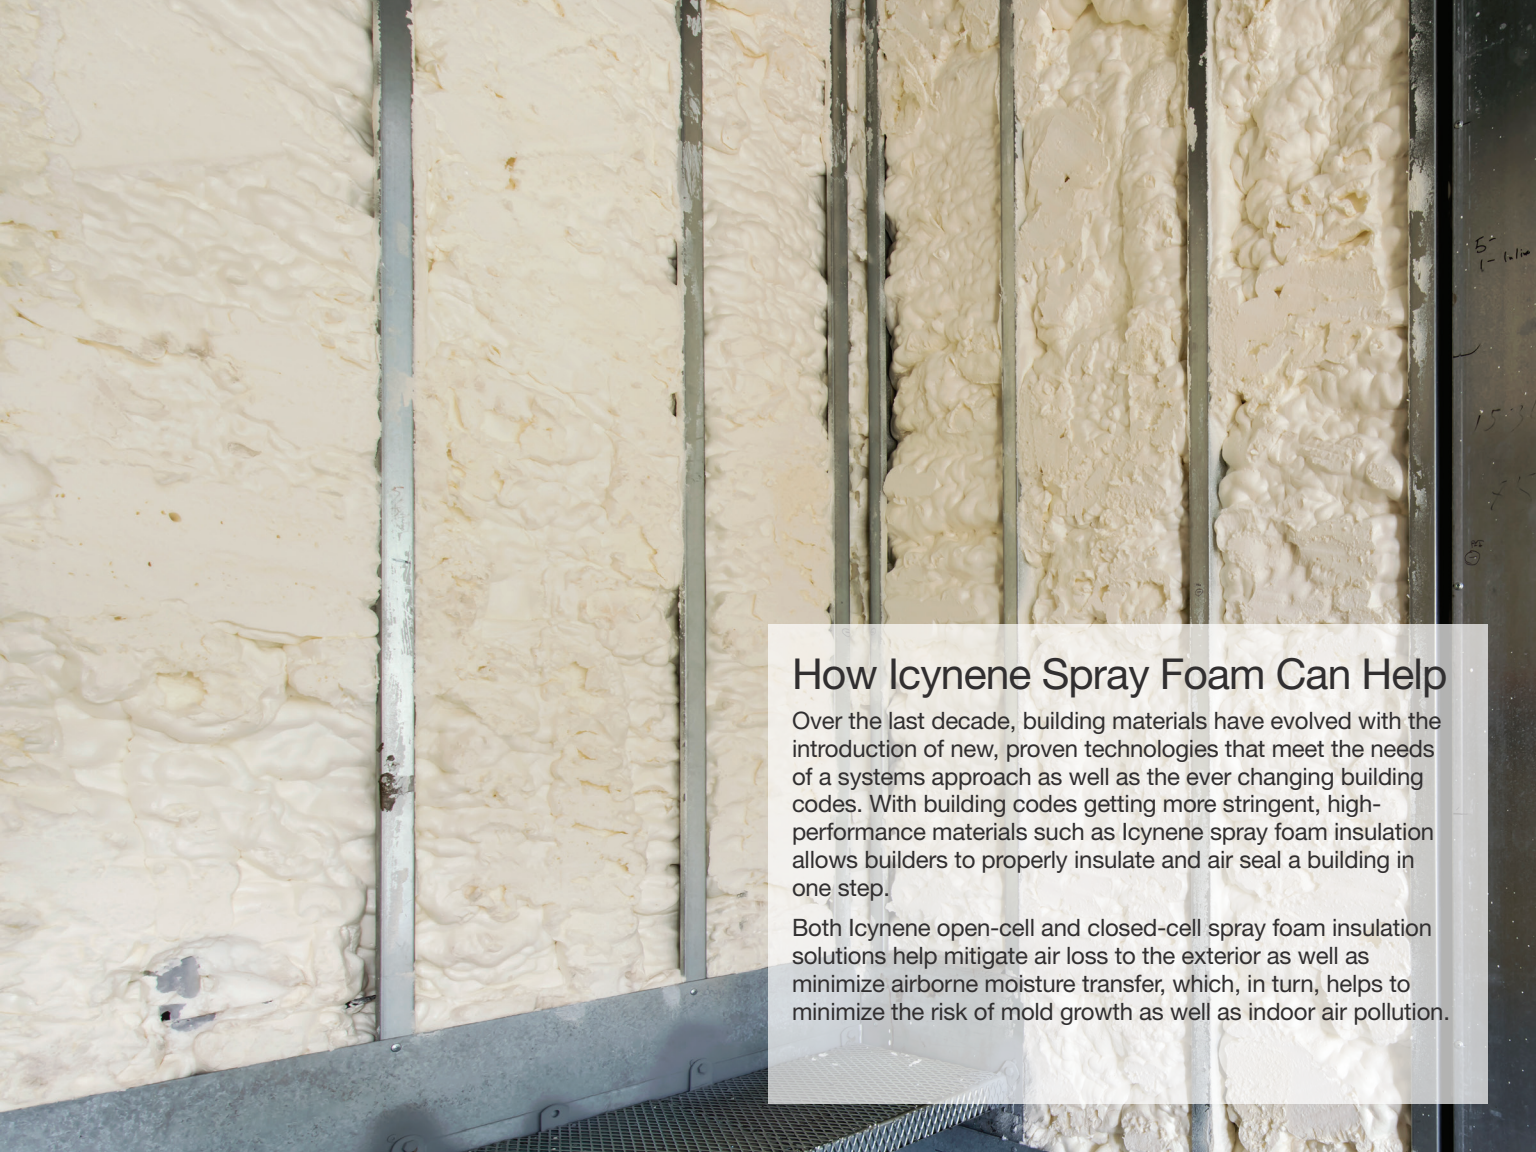 How Icynene Spray Foam Can Help
Over the last decade, building materials have evolved with the
introduction of new, proven technologies that meet the needs
of a systems approach as well as the ever changing building
codes. With building codes getting more stringent, high-
performance materials such as Icynene spray foam insulation
allows builders to properly insulate and air seal a building in
one step.
Both Icynene open-cell and closed-cell spray foam insulation
solutions help mitigate air loss to the exterior as well as
minimize airborne moisture transfer, which, in turn, helps to
minimize the risk of mold growth as well as indoor air pollution.